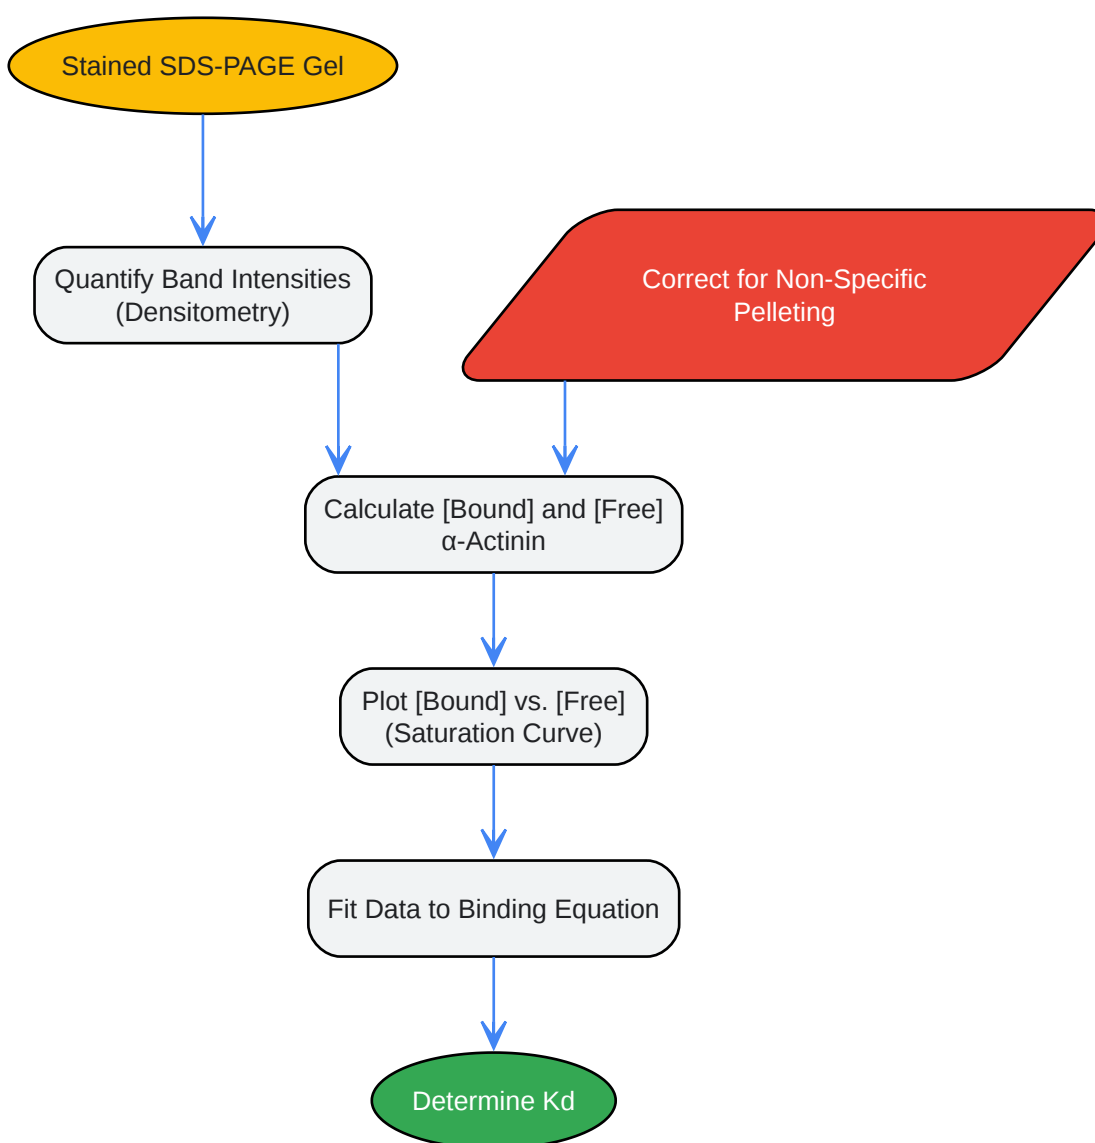 Stained SDS-PAGE Gel
Quantify Band Intensities
(Densitometry)
Correct for Non-Specific
Pelleting
Calculate [Bound] and [Free]
α-Actinin
Plot [Bound] vs. [Free]
(Saturation Curve)
Fit Data to Binding Equation
Determine Kd